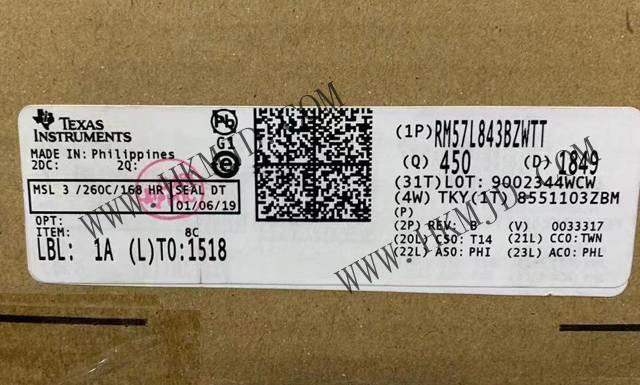 TEXAS
INSTRUMENTS
Pb
G1
MADE IN: Philippines
2DC: 2Q:
MSL 3 /260C/168 HR
SEAL DT
01/06/19
OPT:
ITEM: 8C
LBL: 1A (L)TO:1518
(1P) RM57L843BZWTT
(Q) 450 (D) 1849
(31T) LOT: 9002344WCW
(4W) TKY(1T) 8551103ZBM
(P)
(2P) REV: B (V) 0033317
(20L) CSO: T14 (21L) CCO:TWN
(22L) ASO: PHI (23L) ACO: PHL
WWW.HKMJD.COM
WWW.HKMJD.COM